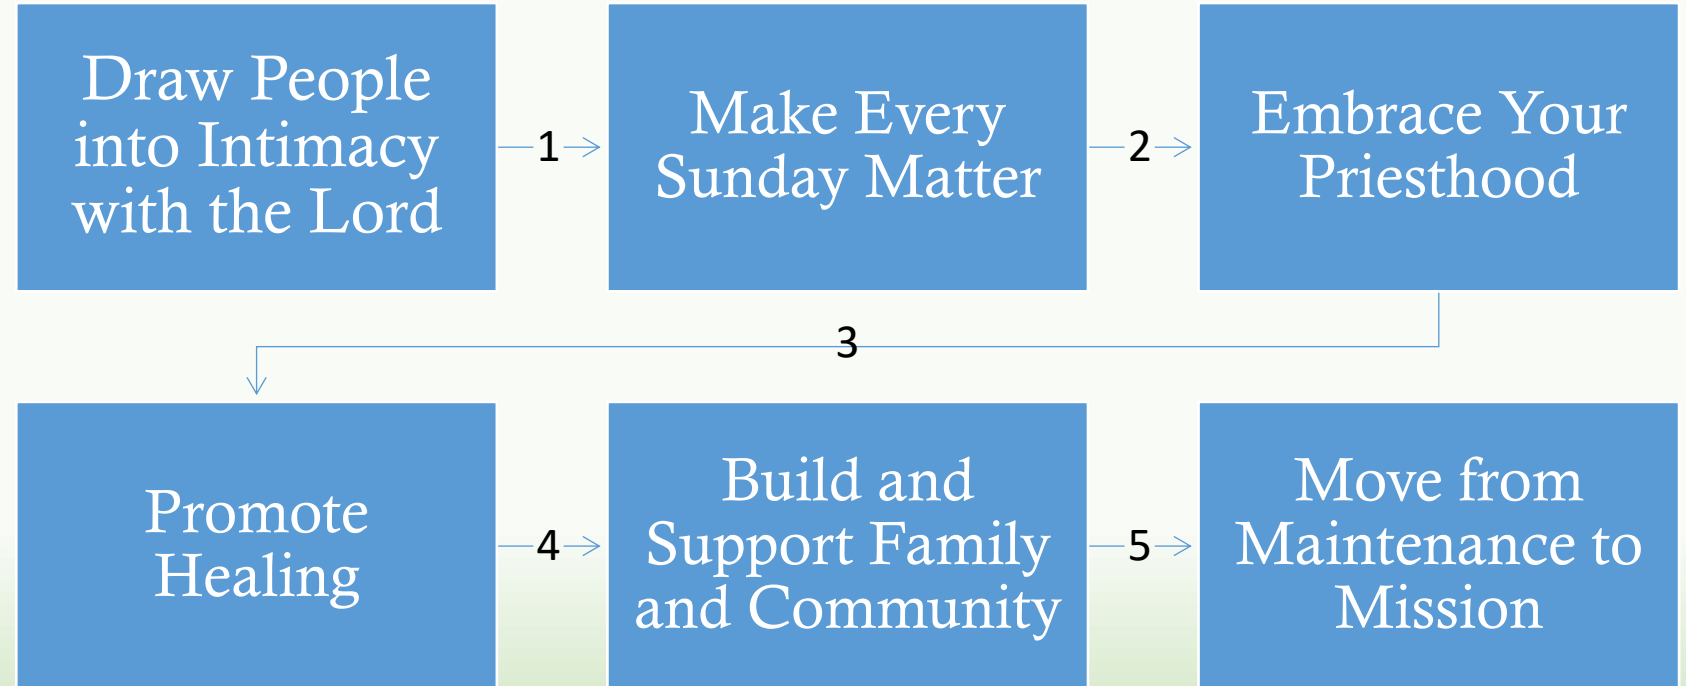 Draw People
into Intimacy
with the Lord
1
Make Every
Sunday Matter
2
Embrace Your
Priesthood
3
Promote
Healing
4
Build and
Support Family
and Community
5
Move from
Maintenance to
Mission